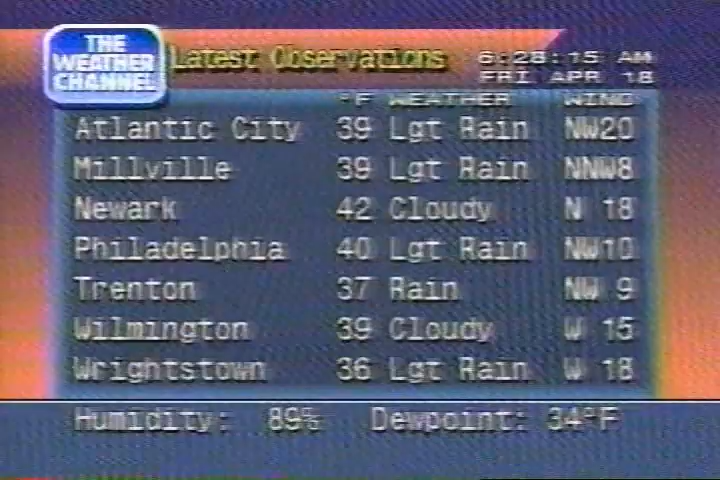 THE
WEATHER
CHANNEL
Latest Observations
6:28:15 AM
FRI APR 18
°F WEATHER WIND
Atlantic City 39 Lgt Rain NW20
Millville 39 Lgt Rain NNW8
Newark 42 Cloudy N 18
Philadelphia 40 Lgt Rain NW10
Trenton 37 Rain NW 9
Wilmington 39 Cloudy W 15
Wrightstown 36 Lgt Rain W 18
Humidity: 89% Dewpoint: 34°F